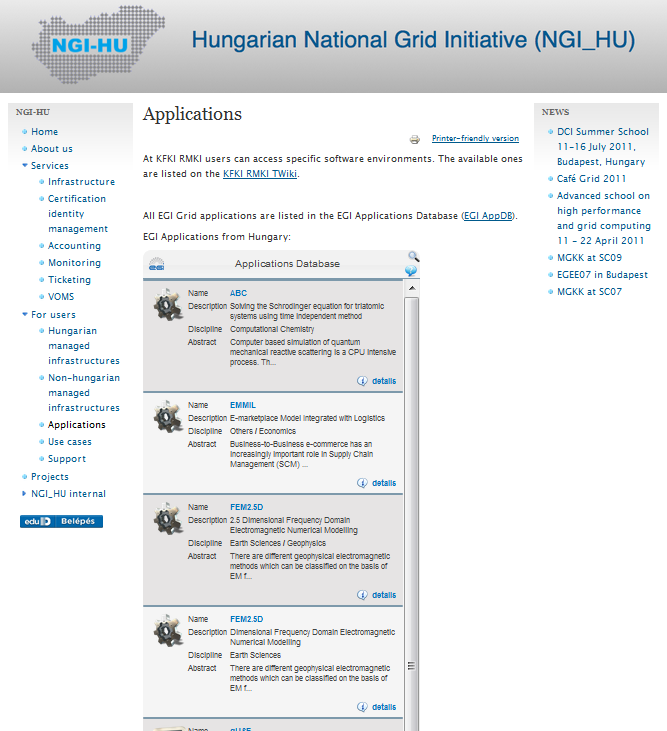 NGI-HU
Hungarian National Grid Initiative (NGI_HU)
NGI-HU
Home
About us
Services
Infrastructure
Certification
identity
management
Accounting
Monitoring
Ticketing
VOMS
For users
Hungarian
managed
infrastructures
Non-hungarian
managed
infrastructures
Applications
Use cases
Support
Projects
NGI_HU internal
eduID Belépés
Applications
Printer-friendly version
At KFKI RMKI users can access specific software environments. The available ones
are listed on the KFKI RMKI TWiki.
All EGI Grid applications are listed in the EGI Applications Database (EGI AppDB).
EGI Applications from Hungary:
Applications Database
Name ABC
Description Solving the Schrodinger equation for triatomic
systems using time independent method
Discipline Computational Chemistry
Abstract Computer based simulation of quantum
mechanical reactive scattering is a CPU intensive
process. Th...
details
Name EMMIL
Description E-marketplace Model Integrated with Logistics
Discipline Others / Economics
Abstract Business-to-Business e-commerce has an
increasingly important role in Supply Chain
Management (SCM) ...
details
Name FEM2.5D
Description 2.5 Dimensional Frequency Domain
Electromagnetic Numerical Modelling
Discipline Earth Sciences / Geophysics
Abstract There are different geophysical electromagnetic
methods which can be classified on the basis of
EM f...
details
Name FEM2.5D
Description Dimensional Frequency Domain Electromagnetic
Numerical Modelling
Discipline Earth Sciences
Abstract There are different geophysical electromagnetic
methods which can be classified on the basis of
EM f...
details
Name
NEWS
DCI Summer School
11-16 July 2011,
Budapest, Hungary
Café Grid 2011
Advanced school on
high performance
and grid computing
11 - 22 April 2011
MGKK at SC09
EGEE07 in Budapest
MGKK at SC07